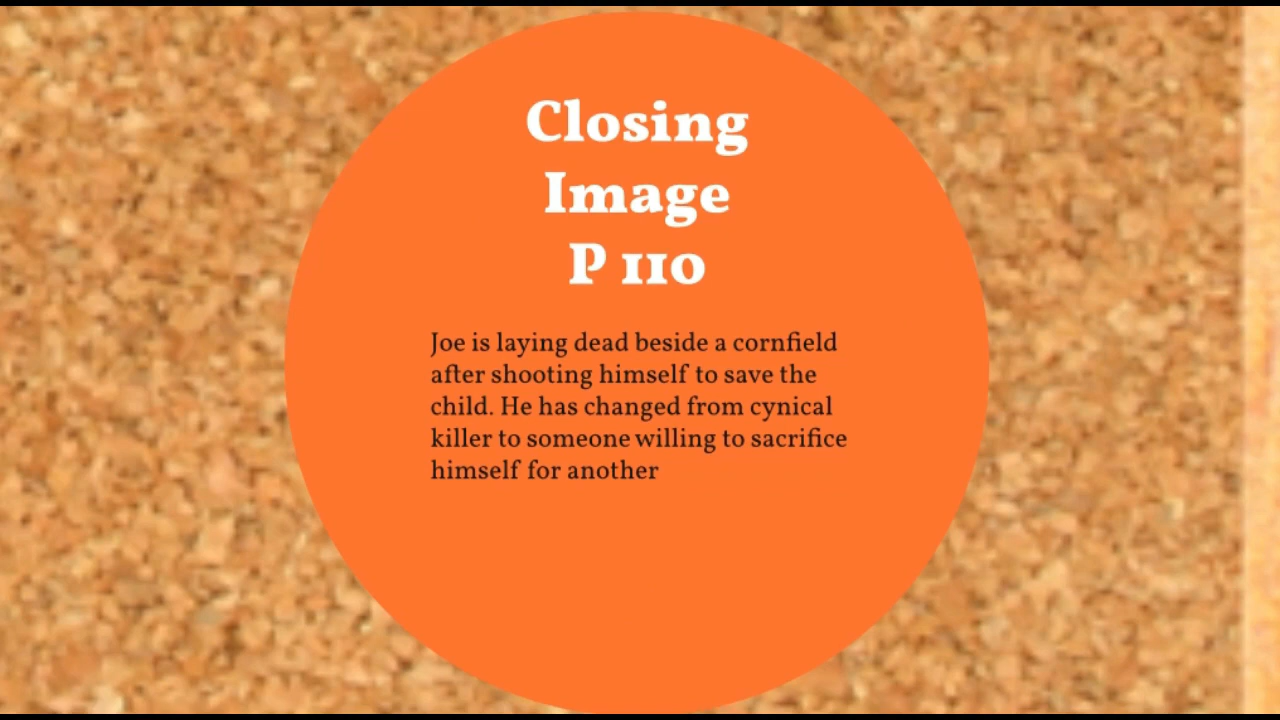 Closing
Image
P 110
Joe is laying dead beside a cornfield
after shooting himself to save the
child. He has changed from cynical
killer to someone willing to sacrifice
himself for another